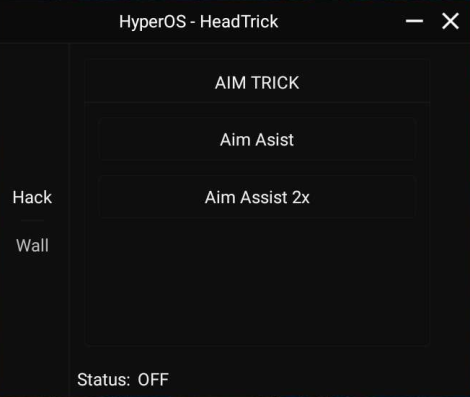 HyperOS - HeadTrick
AIM TRICK
Aim Asist
Aim Assist 2x
Hack
Wall
Status: OFF